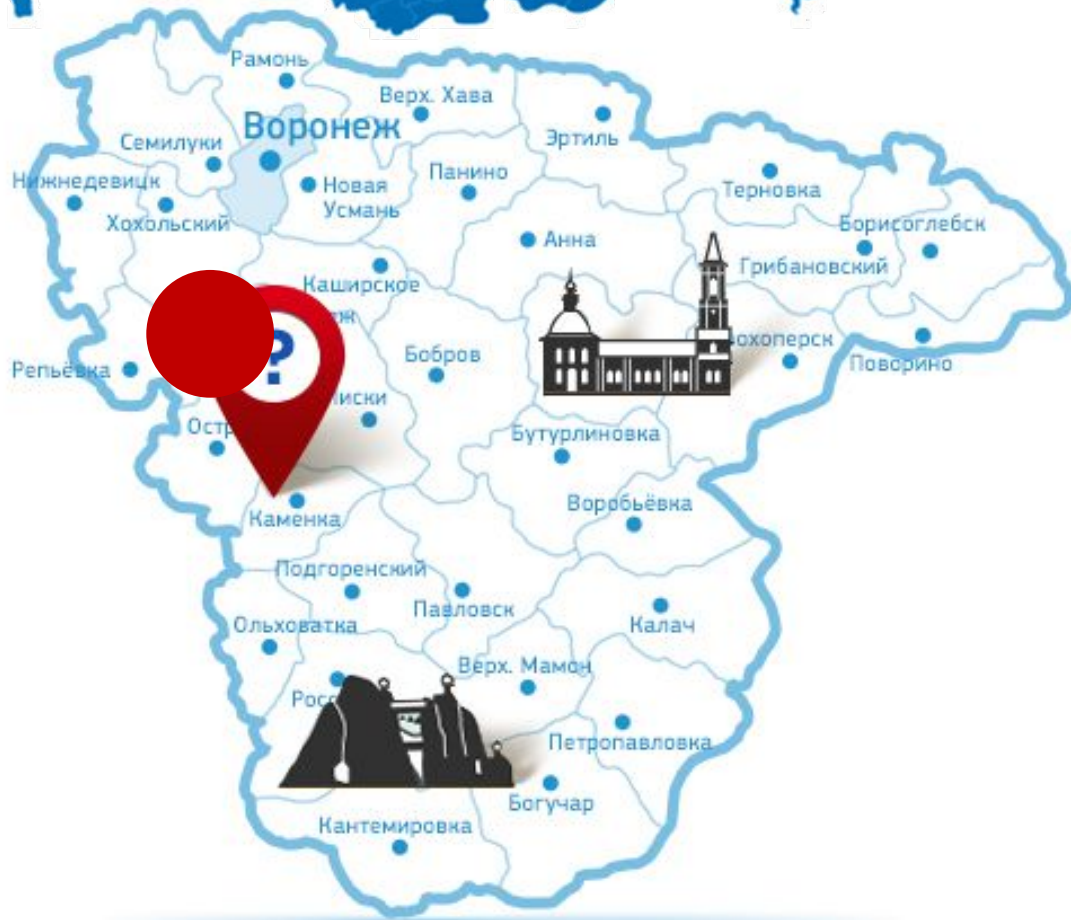 Рамонь
Верх. Хава
Воронеж
Эртиль
Семилуки
Панино
Нижнедевицк
Новая
Усмань
Терновка
Хохольский
Борисоглебск
Анна
Грибановский
Каширское
?
Бобров
Поворино
Репьёвка
Бутурлиновка
Воробьёвка
Каменка
Подгоренский
Павловск
Ольховатка
Калач
Верх. Мамон
Петропавловка
Богучар
Кантемировка